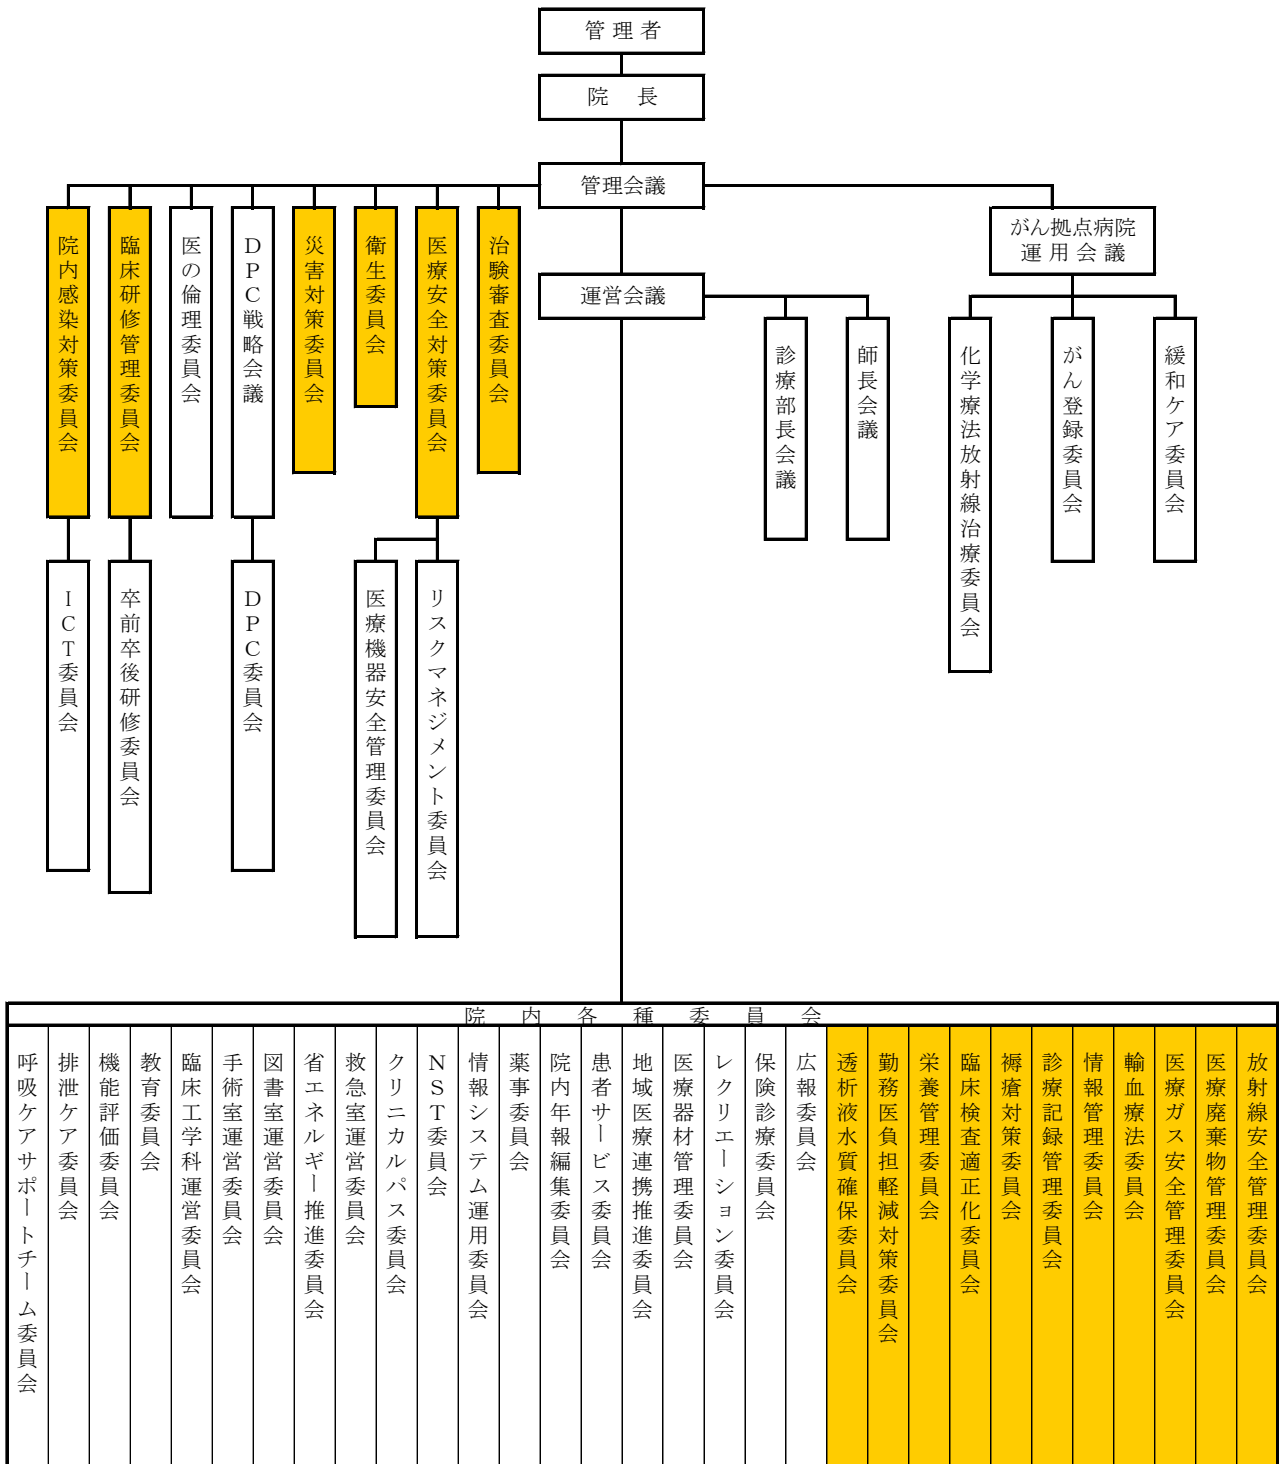 管理者
院長
管理会議
がん拠点病院
運用会議
院内感染対策委員会
臨床研修管理委員会
医の倫理委員会
DPC戦略会議
災害対策委員会
衛生委員会
医療安全対策委員会
治験審査委員会
運営会議
診療部長会議
師長会議
化学療法放射線治療委員会
がん登録委員会
緩和ケア委員会
ICT委員会
卒前卒後研修委員会
DPC委員会
医療機器安全管理委員会
リスクマネジメント委員会
院内各種委員会
呼吸ケアサポートチーム委員会
排泄ケア委員会
機能評価委員会
教育委員会
臨床工学科運営委員会
手術室運営委員会
図書室運営委員会
省エネルギー推進委員会
救急室運営委員会
クリニカルパス委員会
NST委員会
情報システム運用委員会
薬事委員会
院内年報編集委員会
患者サービス委員会
地域医療連携推進委員会
医療器材管理委員会
レクリエーション委員会
保険診療委員会
広報委員会
透析液水質確保委員会
勤務医負担軽減対策委員会
栄養管理委員会
臨床検査適正化委員会
褥瘡対策委員会
診療記録管理委員会
情報管理委員会
輸血療法委員会
医療ガス安全管理委員会
医療廃棄物管理委員会
放射線安全管理委員会